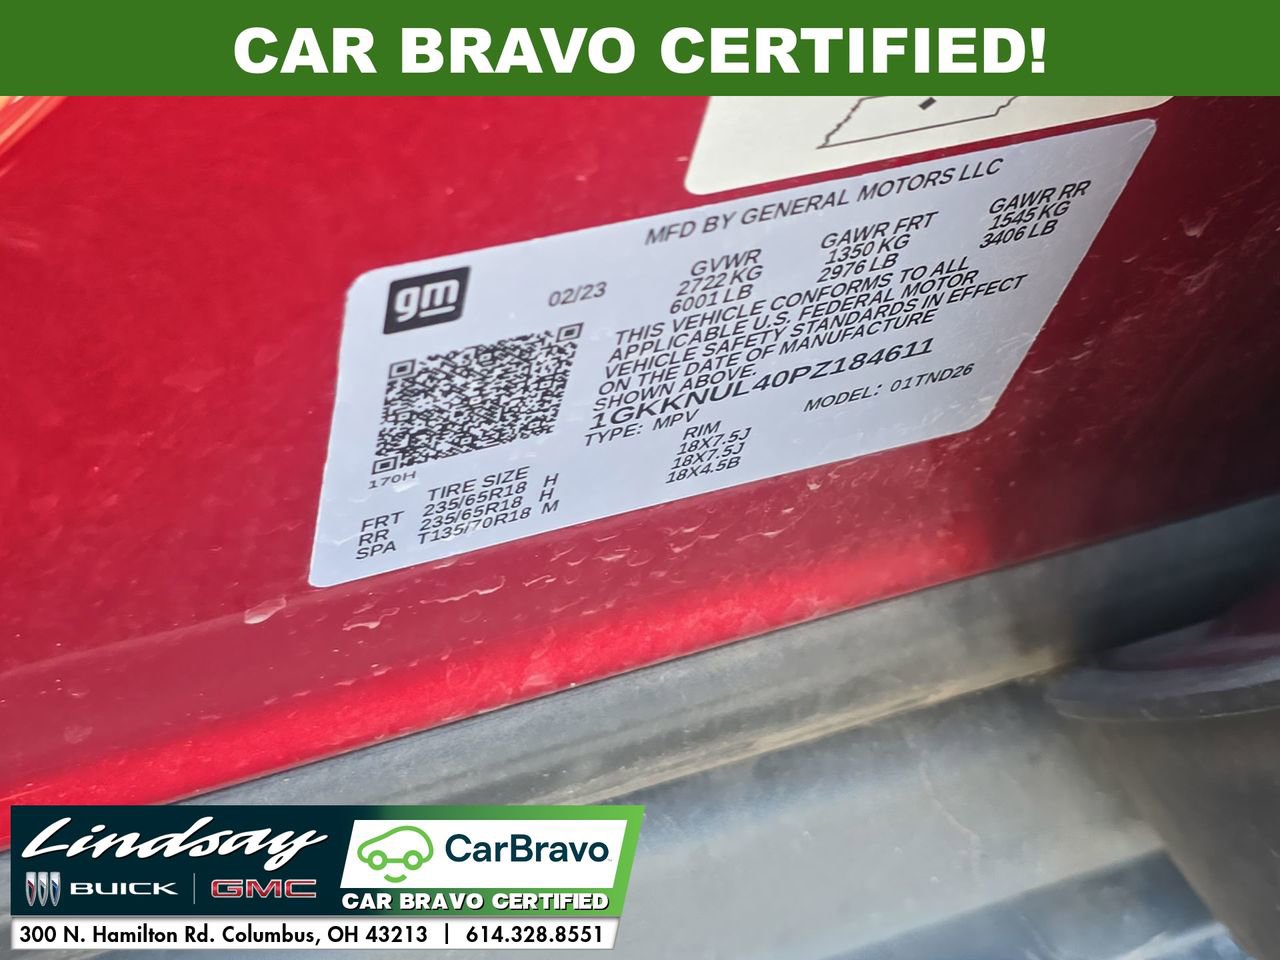 CAR BRAVO CERTIFIED!
MFD BY GENERAL MOTORS LLC
gm
02/23
GVWR
2722 KG
6001 LB
GAWR FRT
1350 KG
2976 LB
GAWR RR
1545 KG
3406 LB
THIS VEHICLE CONFORMS TO ALL
APPLICABLE U.S. FEDERAL MOTOR
VEHICLE SAFETY STANDARDS IN EFFECT
ON THE DATE OF MANUFACTURE
SHOWN ABOVE.
1GKKNUL40PZ184611
TYPE: MPV MODEL: 01TND26
170H
TIRE SIZE RIM
FRT 235/65R18 H 18X7.5J
RR 235/65R18 H 18X7.5J
SPA T135/70R18 M 18X4.5B
Lindsay
BUICK | GMC
CarBravo
CAR BRAVO CERTIFIED
300 N. Hamilton Rd. Columbus, OH 43213 | 614.328.8551